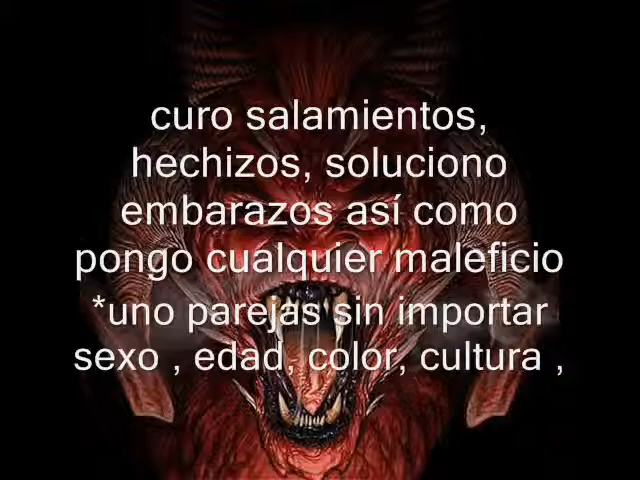 curo salamientos,
hechizos, soluciono
embarazos así como
pongo cualquier maleficio
*uno parejas sin importar
sexo , edad, color, cultura ,